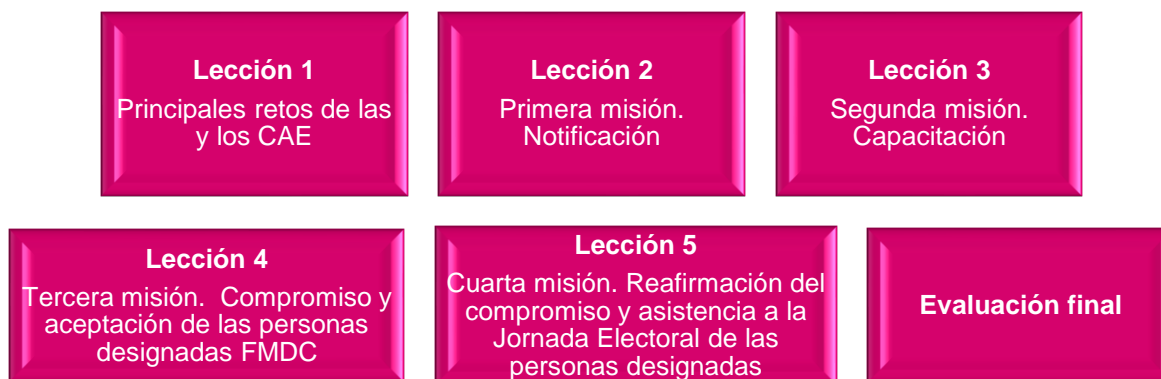 Lección 1
Principales retos de las
y los CAE
Lección 2
Primera misión.
Notificación
Lección 3
Segunda misión.
Capacitación
Lección 4
Tercera misión.  Compromiso y
aceptación de las personas
designadas FMDC
Lección 5
Cuarta misión. Reafirmación del
compromiso y asistencia a la
Jornada Electoral de las
personas designadas
Evaluación final